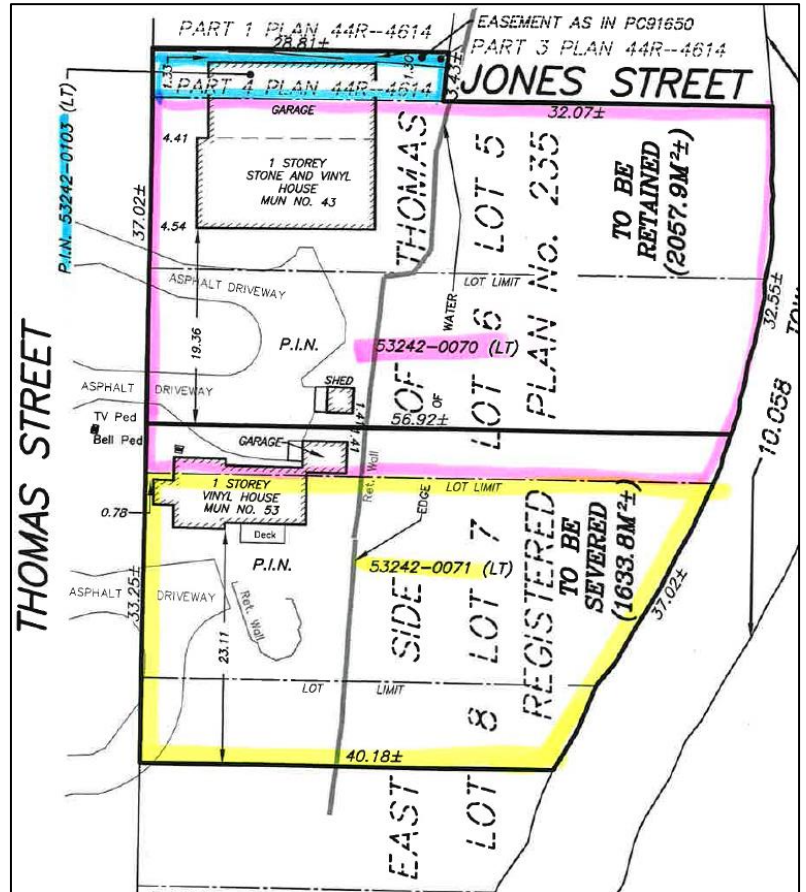 PART 1 PLAN 44R-4614
28.81±
EASEMENT AS IN PC91650
PART 3 PLAN 44R-4614
1.33
1.30
3.43±
PART 4 PLAN 44R-4614
JONES STREET
P.I.N. 53242-0103 (LT)
GARAGE
32.07±
4.41
1 STOREY
STONE AND VINYL
HOUSE
MUN NO. 43
4.54
37.02±
THOMAS
LOT 5
PLAN No. 235
TO BE
RETAINED
(2057.9M²±)
LOT LIMIT
32.55±
ASPHALT DRIVEWAY
19.36
P.I.N.
WATER
53242-0070 (LT)
LOT 6
OF
OF
SHED
1.41
1.41
ASPHALT DRIVEWAY
56.92±
10.058
THOMAS STREET
TV Ped
Bell Ped
GARAGE
Ret. Wall
1 STOREY
VINYL HOUSE
MUN NO. 53
0.78
Deck
EDGE
LOT LIMIT
P.I.N.
53242-0071 (LT)
LOT 7
REGISTERED
TO BE
SEVERED
(1633.8M²±)
37.02±
ASPHALT DRIVEWAY
33.25±
Ret. Wall
23.11
SIDE
LOT LIMIT
40.18±
LOT 8
EAST